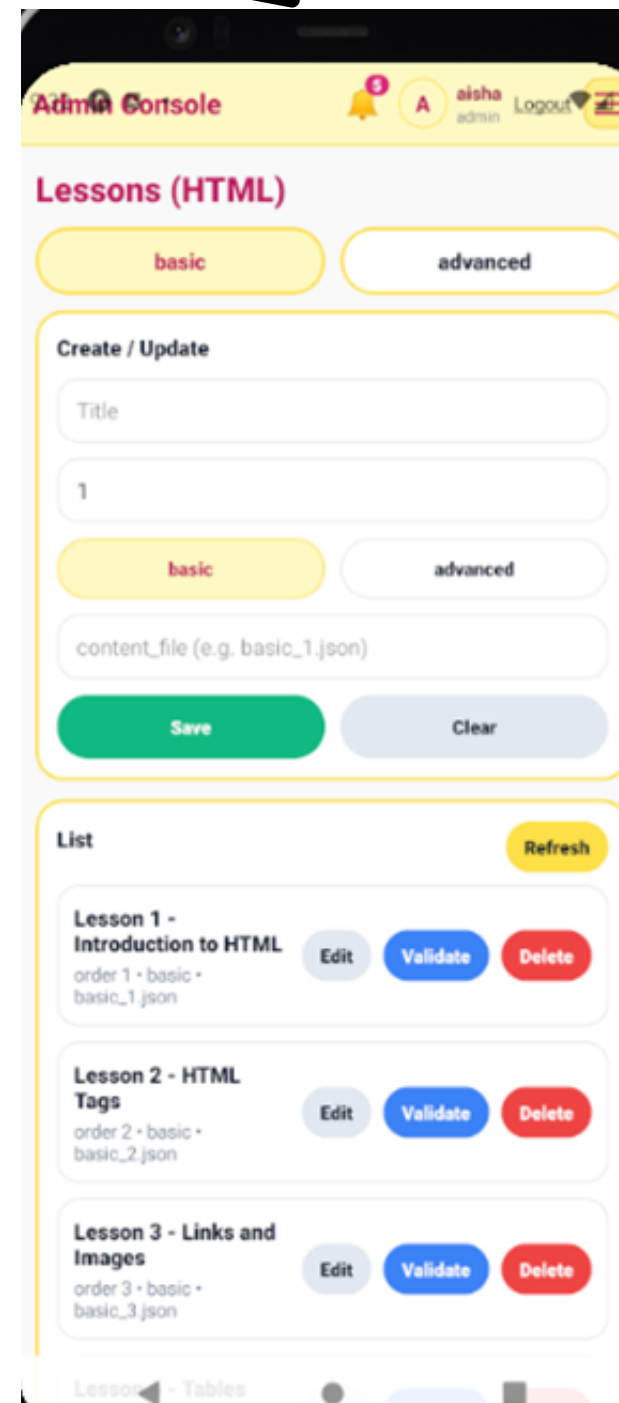 Admin Console
5
A
aisha
admin
Logout
Lessons (HTML)
basic
advanced
Create / Update
Title
1
basic
advanced
content_file (e.g. basic_1.json)
Save
Clear
List
Refresh
Lesson 1 -
Introduction to HTML
order 1 • basic •
basic_1.json
Edit
Validate
Delete
Lesson 2 - HTML
Tags
order 2 • basic •
basic_2.json
Edit
Validate
Delete
Lesson 3 - Links and
Images
order 3 • basic •
basic_3.json
Edit
Validate
Delete
Lesson - Tables